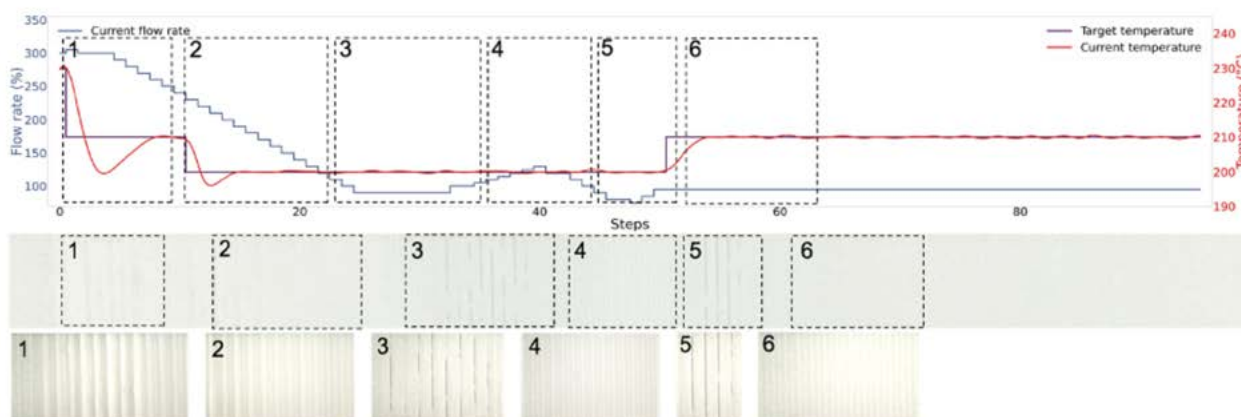 350
300
250
200
150
100
Flow rate (%)
Current flow rate
Target temperature
Current temperature
240
230
220
210
200
190
Temperature (°C)
1 2 3 4 5 6
0 20 40 60 80
Steps
1 2 3 4 5 6
1 2 3 4 5 6